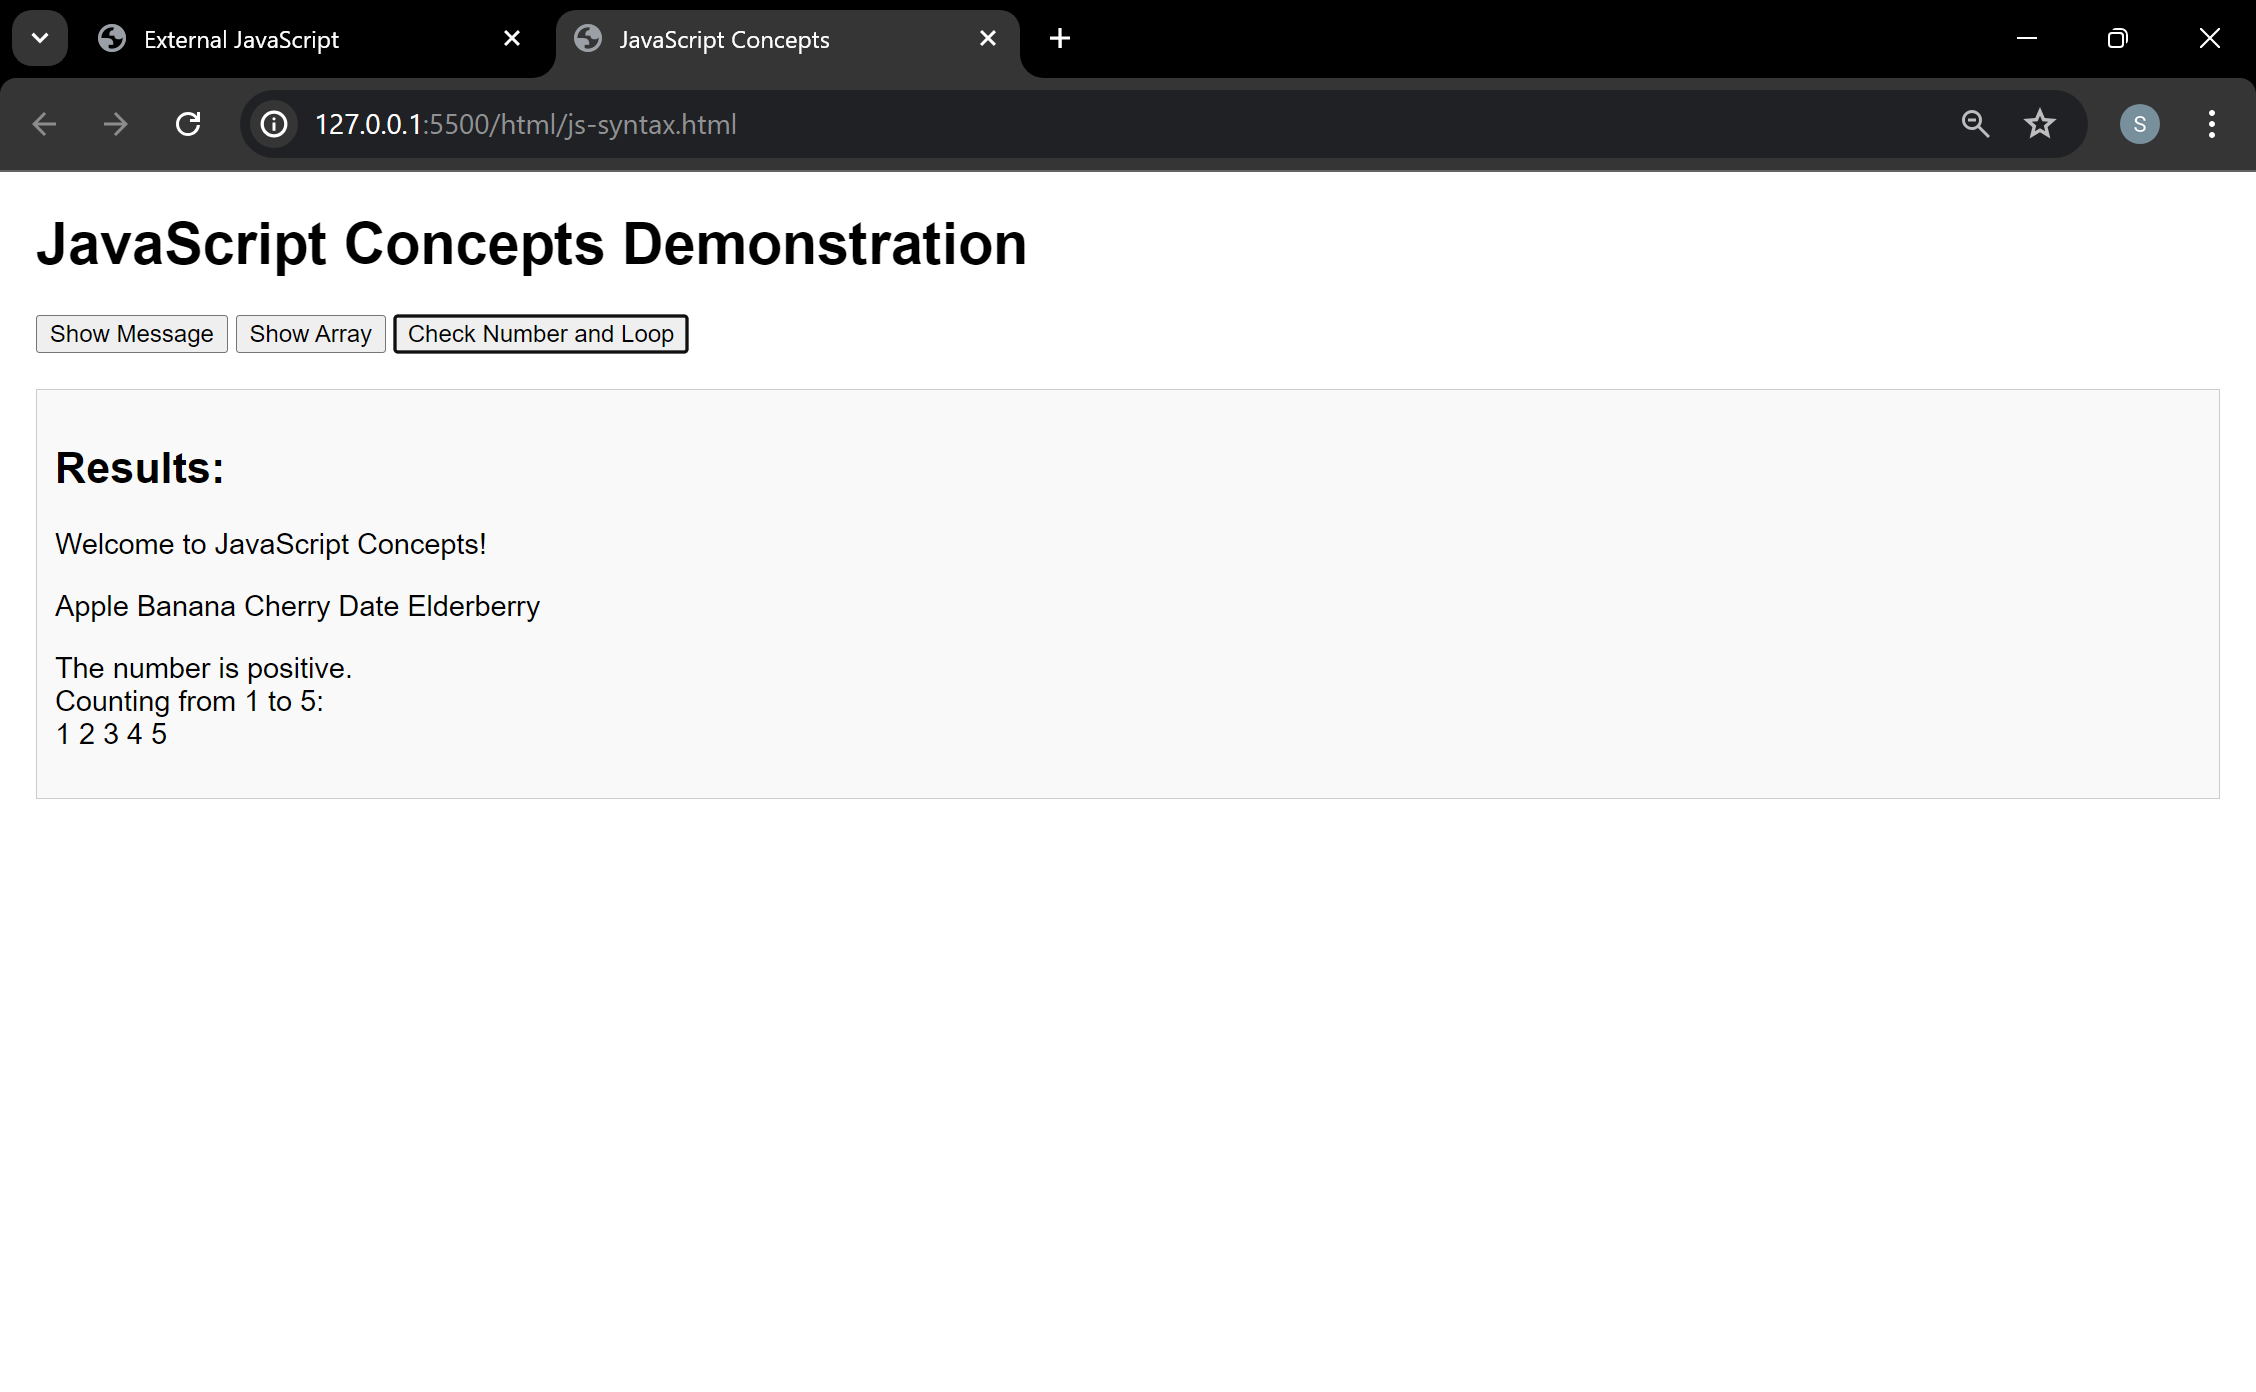 External JavaScript
JavaScript Concepts
127.0.0.1:5500/html/js-syntax.html
S
JavaScript Concepts Demonstration
Show Message Show Array Check Number and Loop
Results:
Welcome to JavaScript Concepts!
Apple Banana Cherry Date Elderberry
The number is positive.
Counting from 1 to 5:
1 2 3 4 5